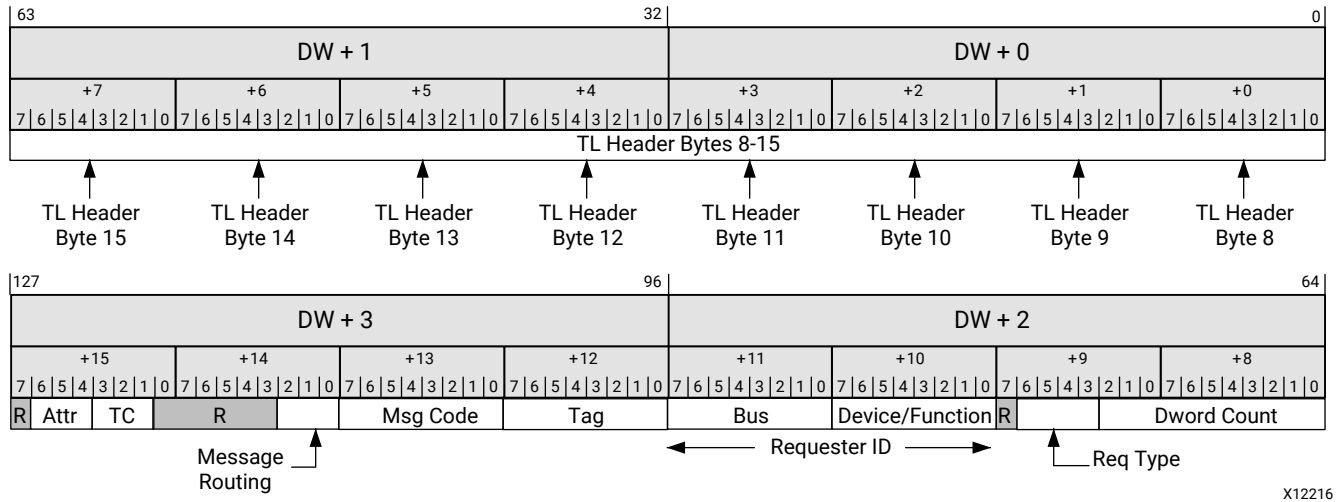 63 32 0
DW + 1 DW + 0
+7 +6 +5 +4 +3 +2 +1 +0
7 6 5 4 3 2 1 0 7 6 5 4 3 2 1 0 7 6 5 4 3 2 1 0 7 6 5 4 3 2 1 0 7 6 5 4 3 2 1 0 7 6 5 4 3 2 1 0 7 6 5 4 3 2 1 0 7 6 5 4 3 2 1 0
TL Header Bytes 8-15
TL Header TL Header TL Header TL Header TL Header TL Header TL Header TL Header
Byte 15 Byte 14 Byte 13 Byte 12 Byte 11 Byte 10 Byte 9 Byte 8
127 96 64
DW + 3 DW + 2
+15 +14 +13 +12 +11 +10 +9 +8
7 6 5 4 3 2 1 0 7 6 5 4 3 2 1 0 7 6 5 4 3 2 1 0 7 6 5 4 3 2 1 0 7 6 5 4 3 2 1 0 7 6 5 4 3 2 1 0 7 6 5 4 3 2 1 0 7 6 5 4 3 2 1 0
R Attr TC R Msg Code Tag Bus Device/Function R Dword Count
Message Requester ID Req Type
Routing
X12216